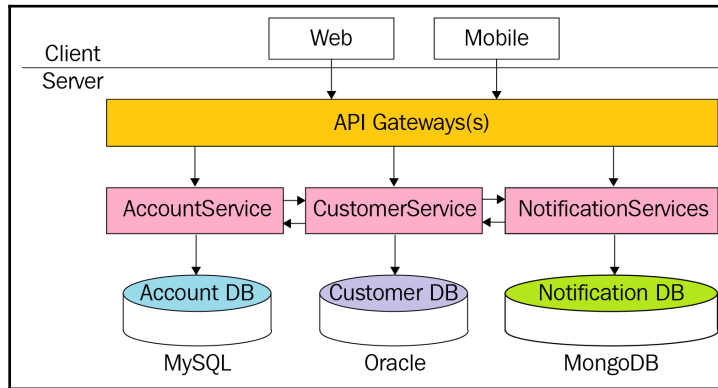 Web
Mobile
Client
Server
API Gateways(s)
AccountService
CustomerService
NotificationServices
Account DB
Customer DB
Notification DB
MySQL
Oracle
MongoDB